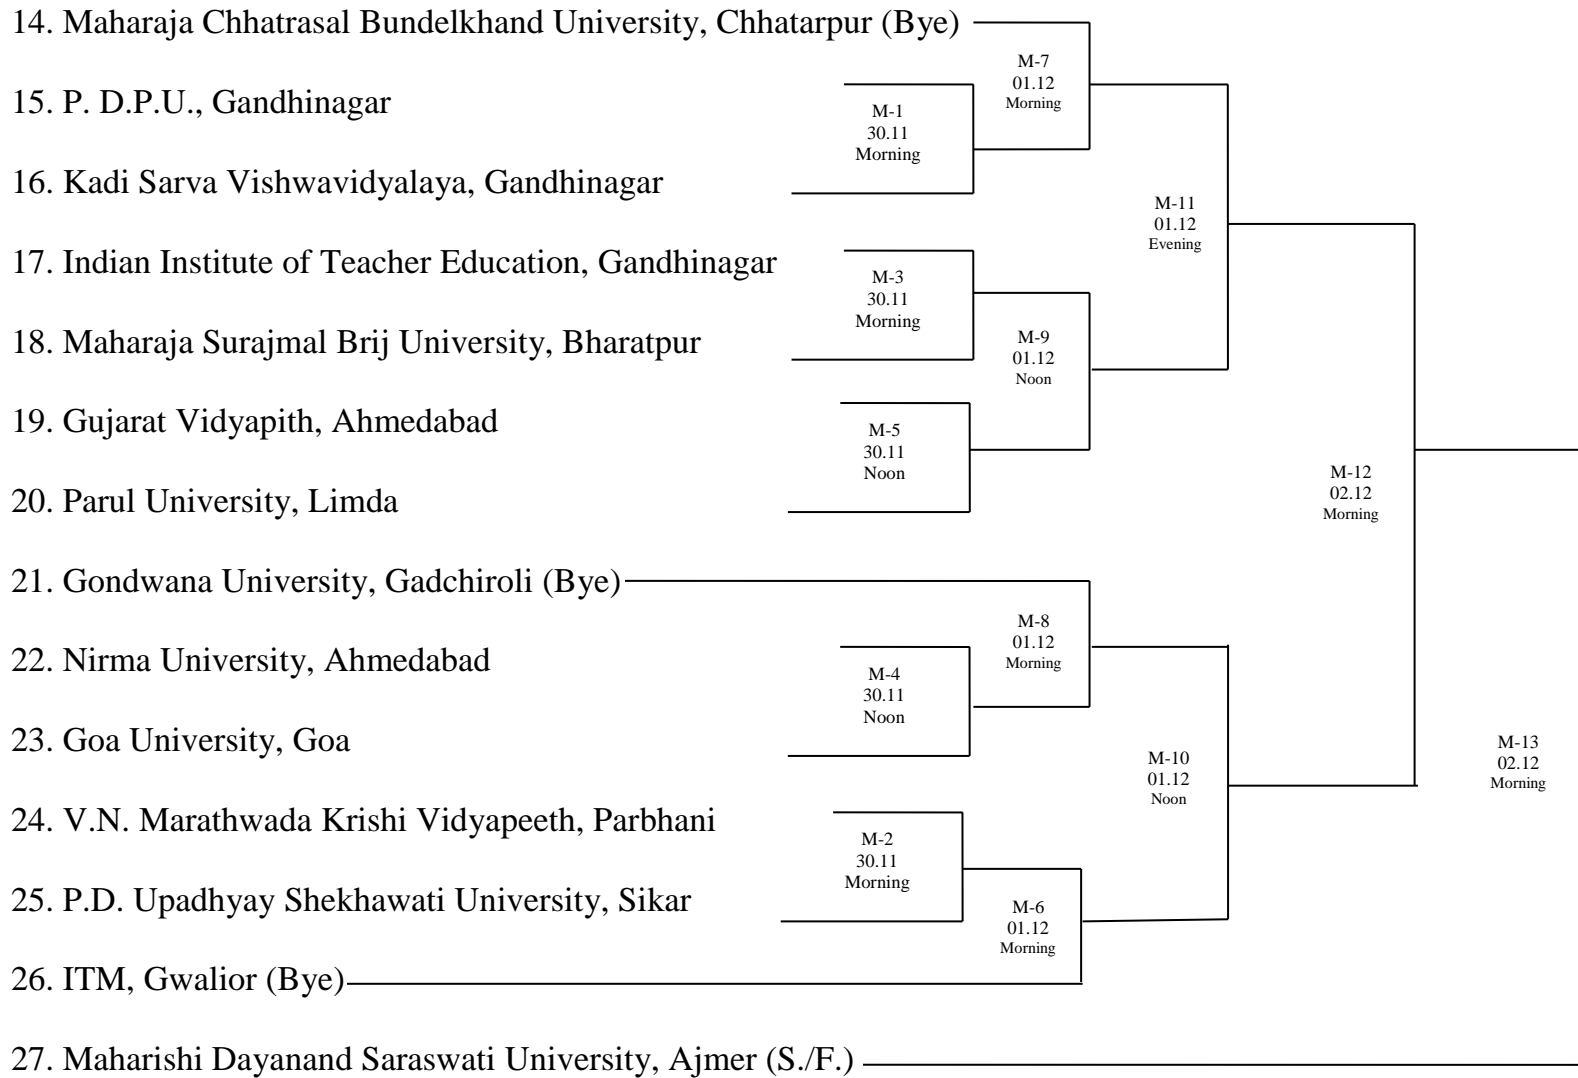 14. Maharaja Chhatrasal Bundelkhand University, Chhatarpur (Bye)
M-7
01.12
Morning
15. P. D.P.U., Gandhinagar
M-1
30.11
Morning
16. Kadi Sarva Vishwavidyalaya, Gandhinagar
M-11
01.12
Evening
17. Indian Institute of Teacher Education, Gandhinagar
M-3
30.11
Morning
18. Maharaja Surajmal Brij University, Bharatpur
M-9
01.12
Noon
19. Gujarat Vidyapith, Ahmedabad
M-5
30.11
Noon
20. Parul University, Limda
M-12
02.12
Morning
21. Gondwana University, Gadchiroli (Bye)
M-8
01.12
Morning
22. Nirma University, Ahmedabad
M-4
30.11
Noon
23. Goa University, Goa
M-10
01.12
Noon
M-13
02.12
Morning
24. V.N. Marathwada Krishi Vidyapeeth, Parbhani
M-2
30.11
Morning
25. P.D. Upadhyay Shekhawati University, Sikar
M-6
01.12
Morning
26. ITM, Gwalior (Bye)
27. Maharishi Dayanand Saraswati University, Ajmer (S./F.)